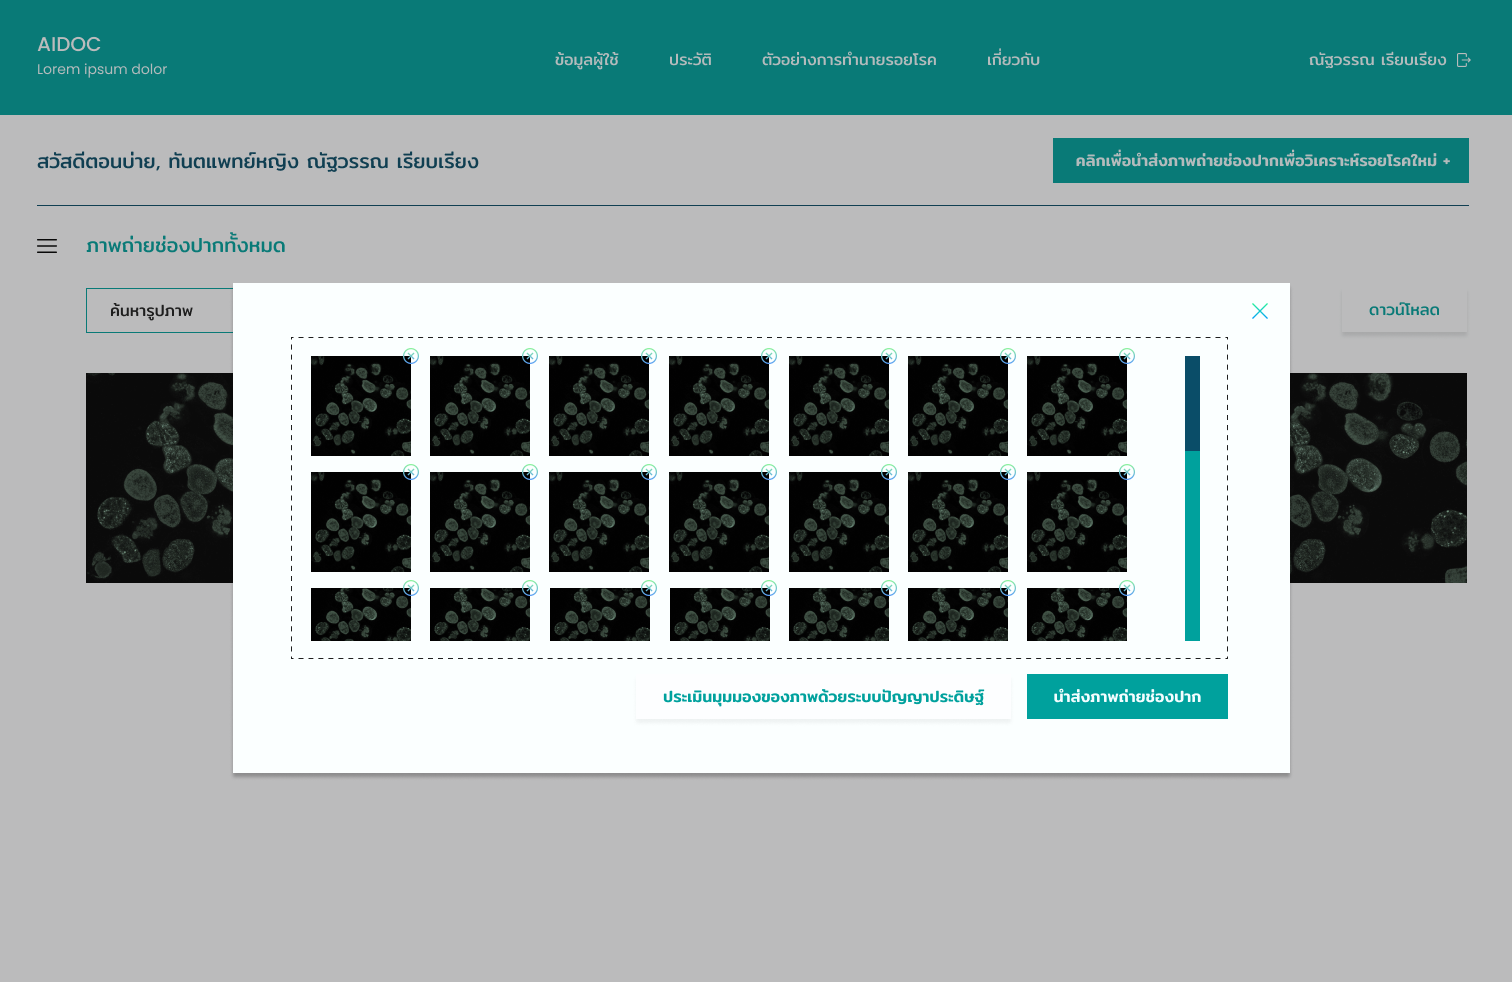 AIDOC
Lorem ipsum dolor
ข้อมูลผู้ใช้
ประวัติ
ตัวอย่างการทำนายรอยโรค
เกี่ยวกับ
ณัฐวรรณ เรียบเรียง
สวัสดีตอนบ่าย, ทันตแพทย์หญิง ณัฐวรรณ เรียบเรียง
คลิกเพื่อนำส่งภาพถ่ายช่องปากเพื่อวิเคราะห์รอยโรคใหม่ +
ภาพถ่ายช่องปากทั้งหมด
ค้นหารูปภาพ
ดาวน์โหลด
ประเมินมุมมองของภาพด้วยระบบปัญญาประดิษฐ์
นำส่งภาพถ่ายช่องปาก